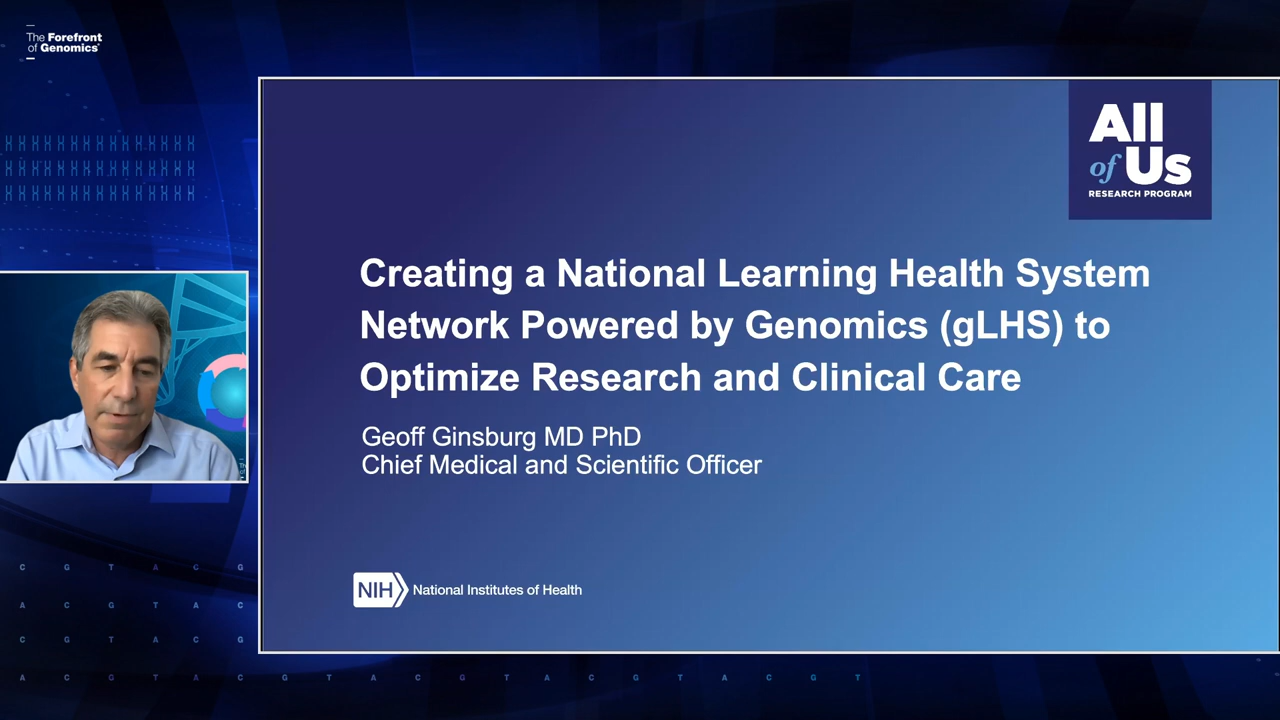 The Forefront
of Genomics®
All
of Us
RESEARCH PROGRAM
Creating a National Learning Health System
Network Powered by Genomics (gLHS) to
Optimize Research and Clinical Care
Geoff Ginsburg MD PhD
Chief Medical and Scientific Officer
NIH National Institutes of Health
C G T A C G
A C G T A C
C G T A C G
A C G T A C G T A C G T A C G T A C G T